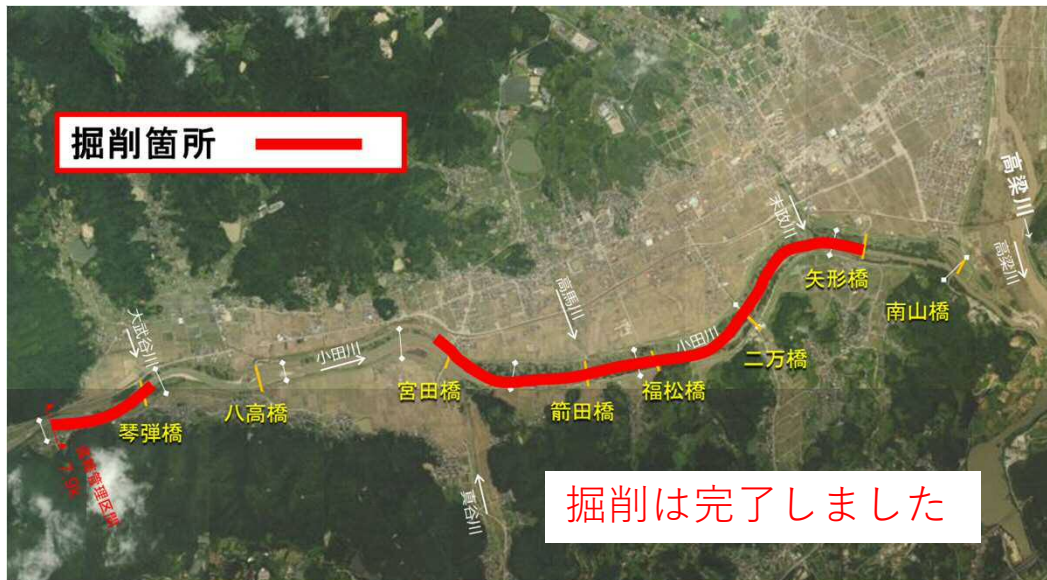 掘削箇所
高梁川
高梁川
末政川
矢形橋
南山橋
高馬川
小田川
二万橋
大武谷川
小田川
宮田橋
福松橋
箭田橋
八高橋
琴弾橋
真谷川
7.9K
掘削は完了しました